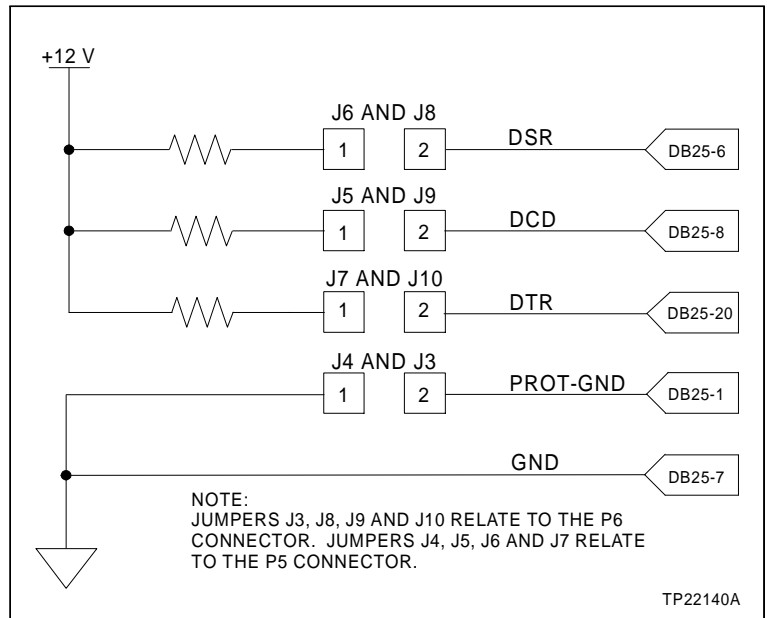 +12 V
J6 AND J8
1 2 DSR DB25-6
J5 AND J9
1 2 DCD DB25-8
J7 AND J10
1 2 DTR DB25-20
J4 AND J3
1 2 PROT-GND DB25-1
GND DB25-7
NOTE:
JUMPERS J3, J8, J9 AND J10 RELATE TO THE P6
CONNECTOR. JUMPERS J4, J5, J6 AND J7 RELATE
TO THE P5 CONNECTOR.
TP22140A